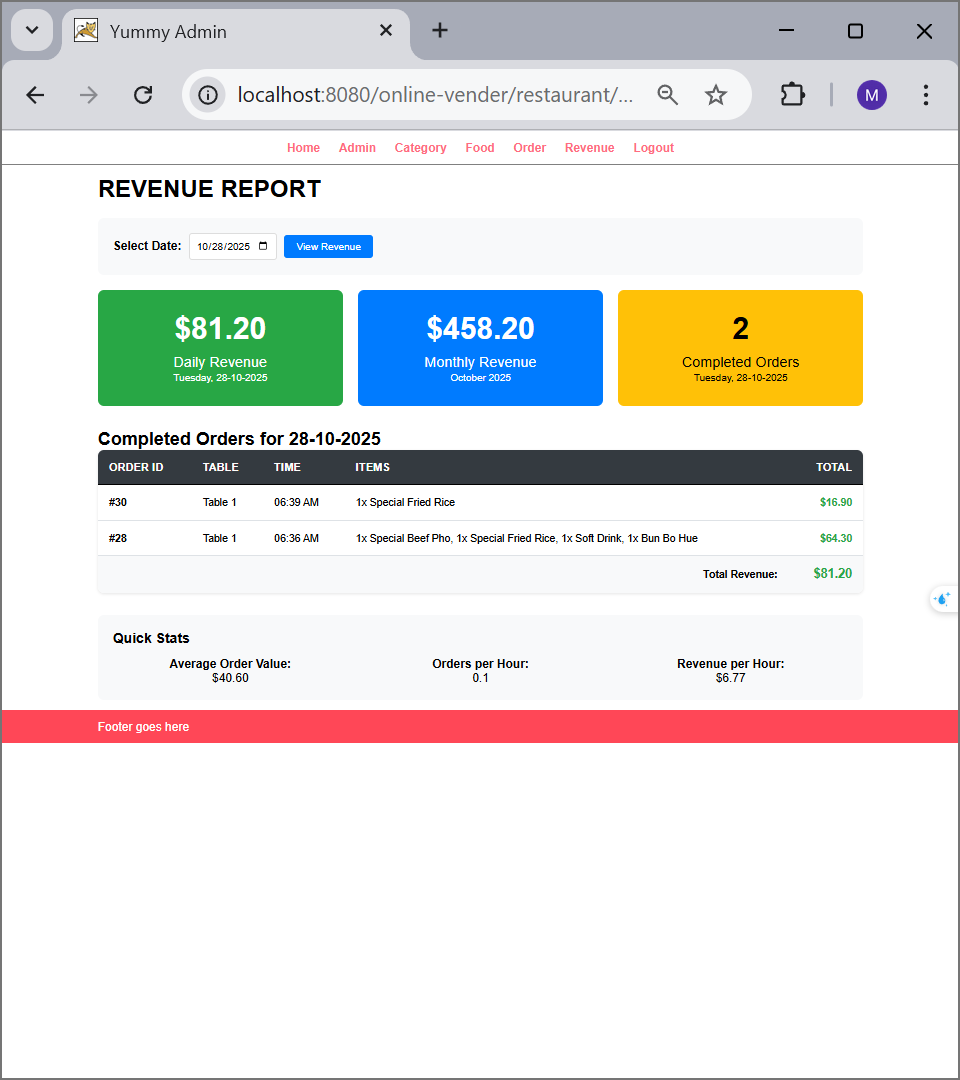 Yummy Admin
localhost:8080/online-vender/restaurant/...
M
Home Admin Category Food Order Revenue Logout
REVENUE REPORT
Select Date: 10/28/2025 View Revenue
$81.20 $458.20 2
Daily Revenue Monthly Revenue Completed Orders
Tuesday, 28-10-2025 October 2025 Tuesday, 28-10-2025
Completed Orders for 28-10-2025
ORDER ID TABLE TIME ITEMS TOTAL
#30 Table 1 06:39 AM 1x Special Fried Rice $16.90
#28 Table 1 06:36 AM 1x Special Beef Pho, 1x Special Fried Rice, 1x Soft Drink, 1x Bun Bo Hue $64.30
Total Revenue: $81.20
Quick Stats
Average Order Value: Orders per Hour: Revenue per Hour:
$40.60 0.1 $6.77
Footer goes here